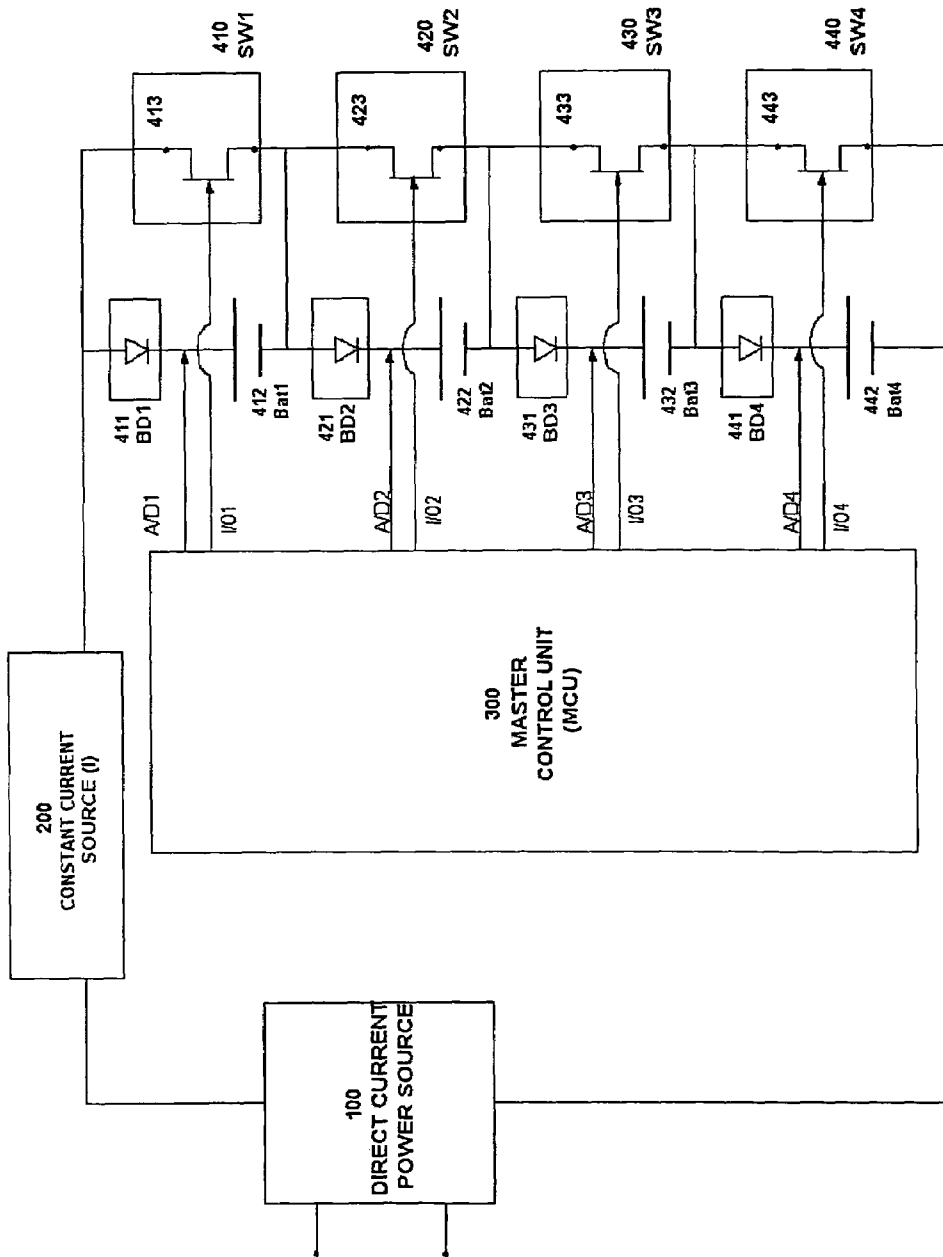 200
CONSTANT CURRENT
SOURCE (I)
100
DIRECT CURRENT
POWER SOURCE
300
MASTER
CONTROL UNIT
(MCU)
A/D1
I/O1
A/D2
I/O2
A/D3
I/O3
A/D4
I/O4
411
BD1
412
Bat1
413
410
SW1
421
BD2
422
Bat2
423
420
SW2
431
BD3
432
Bat3
433
430
SW3
441
BD4
442
Bat4
443
440
SW4